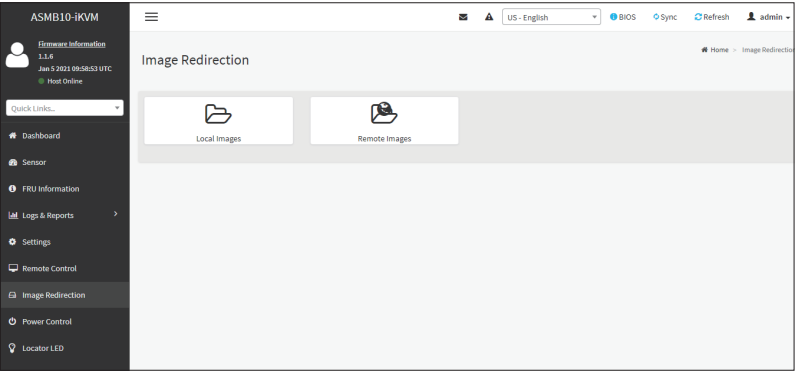 ASMB10-iKVM
US - English
BIOS
Sync
Refresh
admin
Firmware Information
1.1.6
Jan 5 2021 09:58:53 UTC
Host Online
Image Redirection
Home > Image Redirection
Quick Links...
Local Images
Remote Images
Dashboard
Sensor
FRU Information
Logs & Reports
Settings
Remote Control
Image Redirection
Power Control
Locator LED